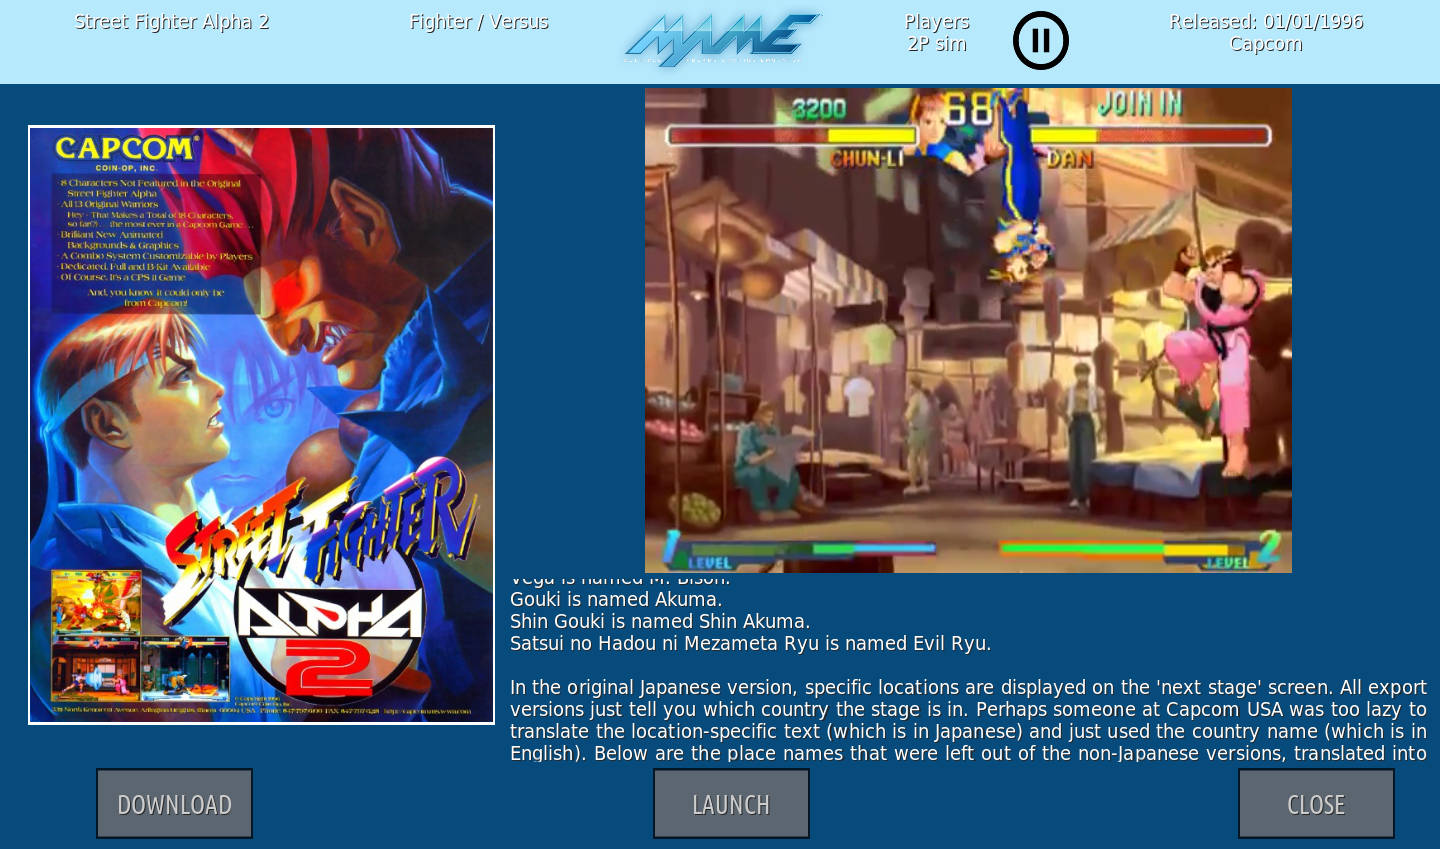 Street Fighter Alpha 2
Fighter / Versus
MAME
Players
2P sim
Released: 01/01/1996
Capcom
CAPCOM
COIN-OP, INC.
· 8 Characters Not Featured in the Original
Street Fighter Alpha
· All 13 Original Warriors
Hey - That Makes a Total of 18 Characters,
so far?!. . . the most ever in a Capcom Game . . .
· Brilliant New Animated
Backgrounds & Graphics
· A Combo System Customizable by Players
· Dedicated, Full and B-Kit Available
· Of Course, It's a CPS II Game
And, you know it could only be
from Capcom!
STREET FIGHTER
ALPHA
2
3200
68
JOIN IN
CHUN-LI
DAN
1
LEVEL
2
LEVEL
Vega is named M. Bison.
Gouki is named Akuma.
Shin Gouki is named Shin Akuma.
Satsui no Hadou ni Mezameta Ryu is named Evil Ryu.
In the original Japanese version, specific locations are displayed on the 'next stage' screen. All export
versions just tell you which country the stage is in. Perhaps someone at Capcom USA was too lazy to
translate the location-specific text (which is in Japanese) and just used the country name (which is in
English). Below are the place names that were left out of the non-Japanese versions, translated into
DOWNLOAD
LAUNCH
CLOSE